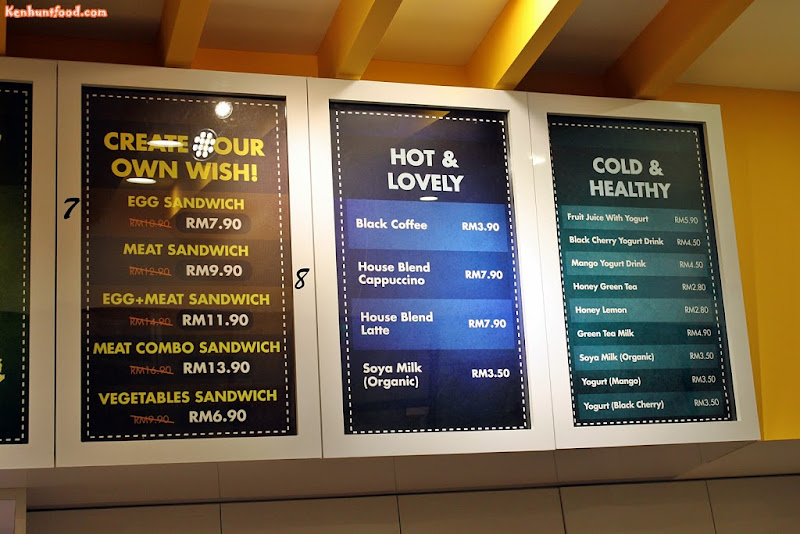 Kenhuntfood.com
7
CREATE YOUR
OWN WISH!
EGG SANDWICH
RM10.90 RM7.90
MEAT SANDWICH
RM12.90 RM9.90
EGG+MEAT SANDWICH
RM14.90 RM11.90
MEAT COMBO SANDWICH
RM16.90 RM13.90
VEGETABLES SANDWICH
RM9.90 RM6.90
8
HOT &
LOVELY
Black Coffee RM3.90
House Blend
Cappuccino RM7.90
House Blend
Latte RM7.90
Soya Milk
(Organic) RM3.50
COLD &
HEALTHY
Fruit Juice With Yogurt RM5.90
Black Cherry Yogurt Drink RM4.50
Mango Yogurt Drink RM4.50
Honey Green Tea RM2.80
Honey Lemon RM2.80
Green Tea Milk RM4.90
Soya Milk (Organic) RM3.50
Yogurt (Mango) RM3.50
Yogurt (Black Cherry) RM3.50